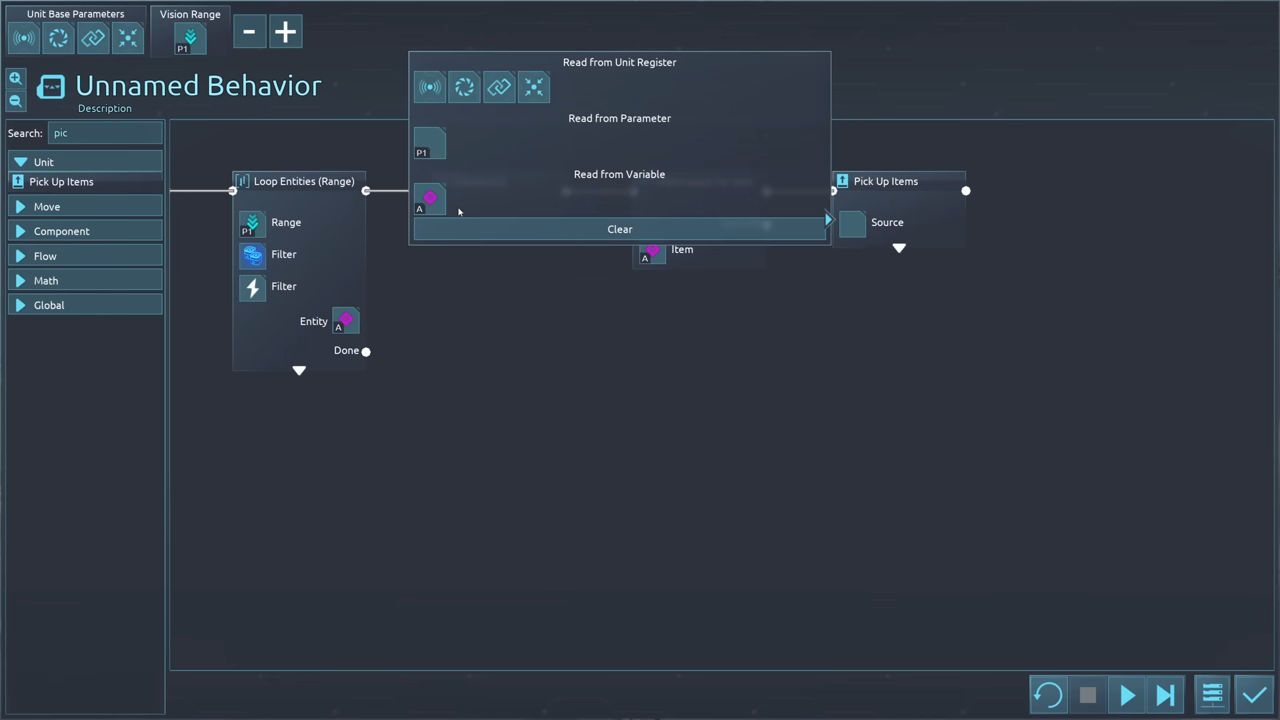 Unit Base Parameters
Vision Range
P1
- +
Unnamed Behavior
Description
Search: pic
Unit
Pick Up Items
Move
Component
Flow
Math
Global
Read from Unit Register
Read from Parameter
P1
Read from Variable
A
Clear
Loop Entities (Range)
P1 Range
Filter
Filter
Entity A
Done
A Item
Pick Up Items
Source